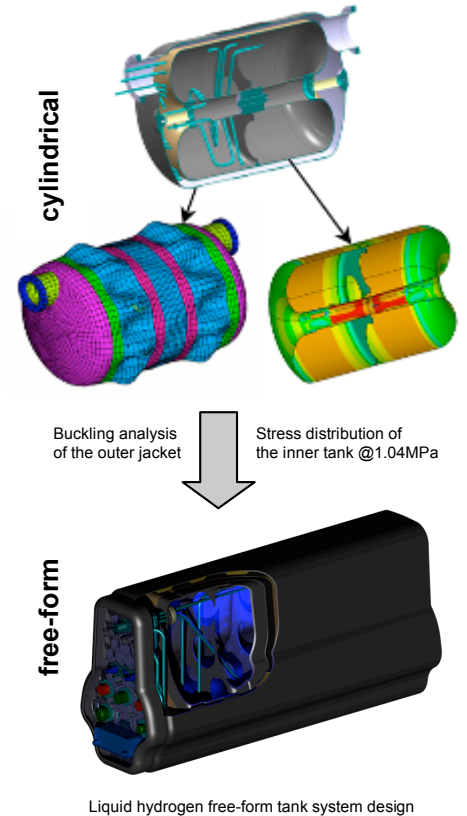 cylindrical
Buckling analysis
of the outer jacket
Stress distribution of
the inner tank @1.04MPa
free-form
Liquid hydrogen free-form tank system design